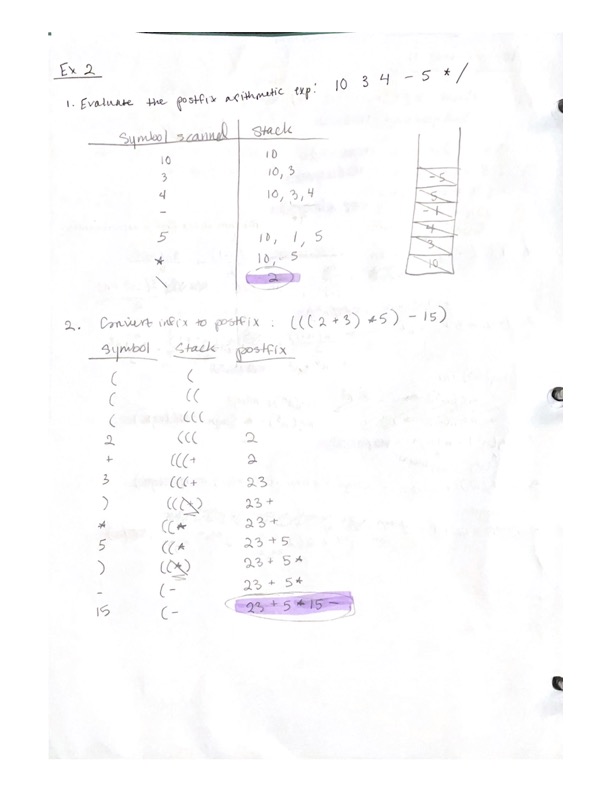 Ex 2
1. Evaluate the postfix arithmetic exp: 10 3 4 - 5 * /
Symbol scanned Stack
10 10
3 10, 3
4 10, 3, 4
-
5 10, 1, 5
* 10, -5
\ 2
-5
5
-1
4
3
10
2. Convert infix to postfix : (((2+3) *5) - 15)
Symbol Stack postfix
( (
( ((
( (((
2 ((( 2
+ (((+ 2
3 (((+ 23
) (((+) 23+
* ((* 23+
5 ((* 23+5
) ((*) 23+ 5*
- (- 23+ 5*
15 (- 23+5*15-